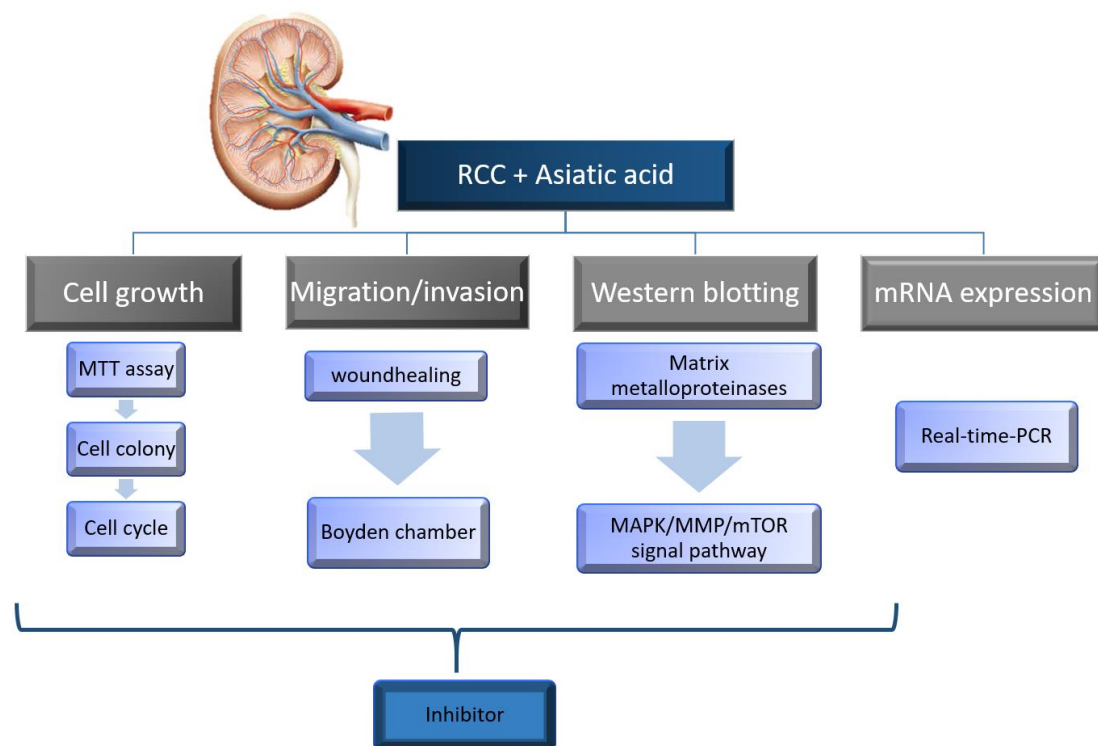 RCC + Asiatic acid
Cell growth
Migration/invasion
Western blotting
mRNA expression
MTT assay
Cell colony
Cell cycle
woundhealing
Boyden chamber
Matrix
metalloproteinases
MAPK/MMP/mTOR
signal pathway
Real-time-PCR
Inhibitor